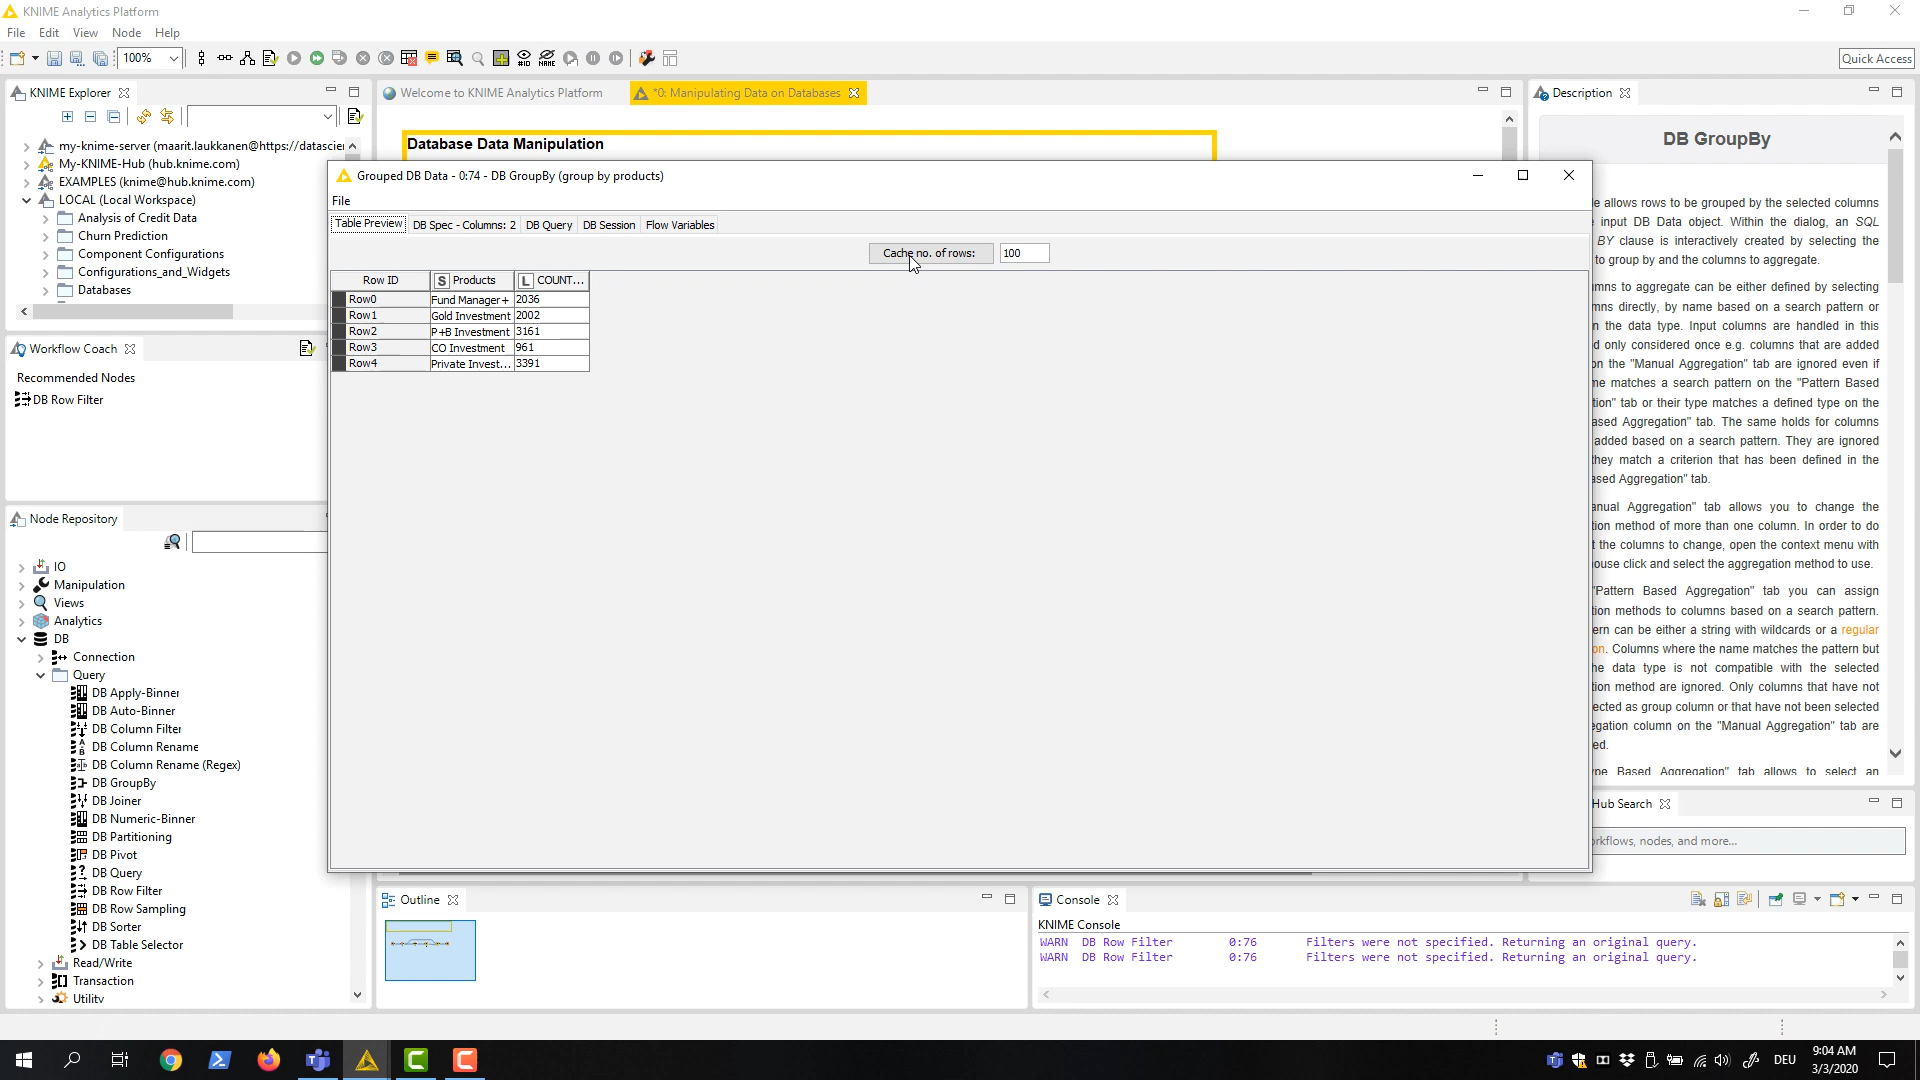 KNIME Analytics Platform
File Edit View Node Help
100%
Quick Access
KNIME Explorer
my-knime-server (maarit.laukkanen@https://datascie
My-KNIME-Hub (hub.knime.com)
EXAMPLES (knime@hub.knime.com)
LOCAL (Local Workspace)
Analysis of Credit Data
Churn Prediction
Component Configurations
Configurations_and_Widgets
Databases
Workflow Coach
Recommended Nodes
DB Row Filter
Node Repository
IO
Manipulation
Views
Analytics
DB
Connection
Query
DB Apply-Binner
DB Auto-Binner
DB Column Filter
DB Column Rename
DB Column Rename (Regex)
DB GroupBy
DB Joiner
DB Numeric-Binner
DB Partitioning
DB Pivot
DB Query
DB Row Filter
DB Row Sampling
DB Sorter
DB Table Selector
Read/Write
Transaction
Utility
Welcome to KNIME Analytics Platform
*0: Manipulating Data on Databases
Database Data Manipulation
Grouped DB Data - 0:74 - DB GroupBy (group by products)
File
Table Preview DB Spec - Columns: 2 DB Query DB Session Flow Variables
Cache no. of rows: 100
Row ID S Products L COUNT...
Row0 Fund Manager+ 2036
Row1 Gold Investment 2002
Row2 P+B Investment 3161
Row3 CO Investment 961
Row4 Private Invest... 3391
Description
DB GroupBy
allows rows to be grouped by the selected columns
input DB Data object. Within the dialog, an SQL
BY clause is interactively created by selecting the
to group by and the columns to aggregate.
mns to aggregate can be either defined by selecting
mns directly, by name based on a search pattern or
n the data type. Input columns are handled in this
d only considered once e.g. columns that are added
on the "Manual Aggregation" tab are ignored even if
me matches a search pattern on the "Pattern Based
tion" tab or their type matches a defined type on the
ased Aggregation" tab. The same holds for columns
added based on a search pattern. They are ignored
they match a criterion that has been defined in the
ased Aggregation" tab.
nual Aggregation" tab allows you to change the
ion method of more than one column. In order to do
t the columns to change, open the context menu with
ouse click and select the aggregation method to use.
"Pattern Based Aggregation" tab you can assign
ion methods to columns based on a search pattern.
ern can be either a string with wildcards or a regular
on. Columns where the name matches the pattern but
he data type is not compatible with the selected
ion method are ignored. Only columns that have not
ected as group column or that have not been selected
egation column on the "Manual Aggregation" tab are
ed.
pe Based Aggregation" tab allows to select an
Hub Search
rkflows, nodes, and more...
Outline
Console
KNIME Console
WARN DB Row Filter 0:76 Filters were not specified. Returning an original query.
WARN DB Row Filter 0:76 Filters were not specified. Returning an original query.
DEU
9:04 AM
3/3/2020